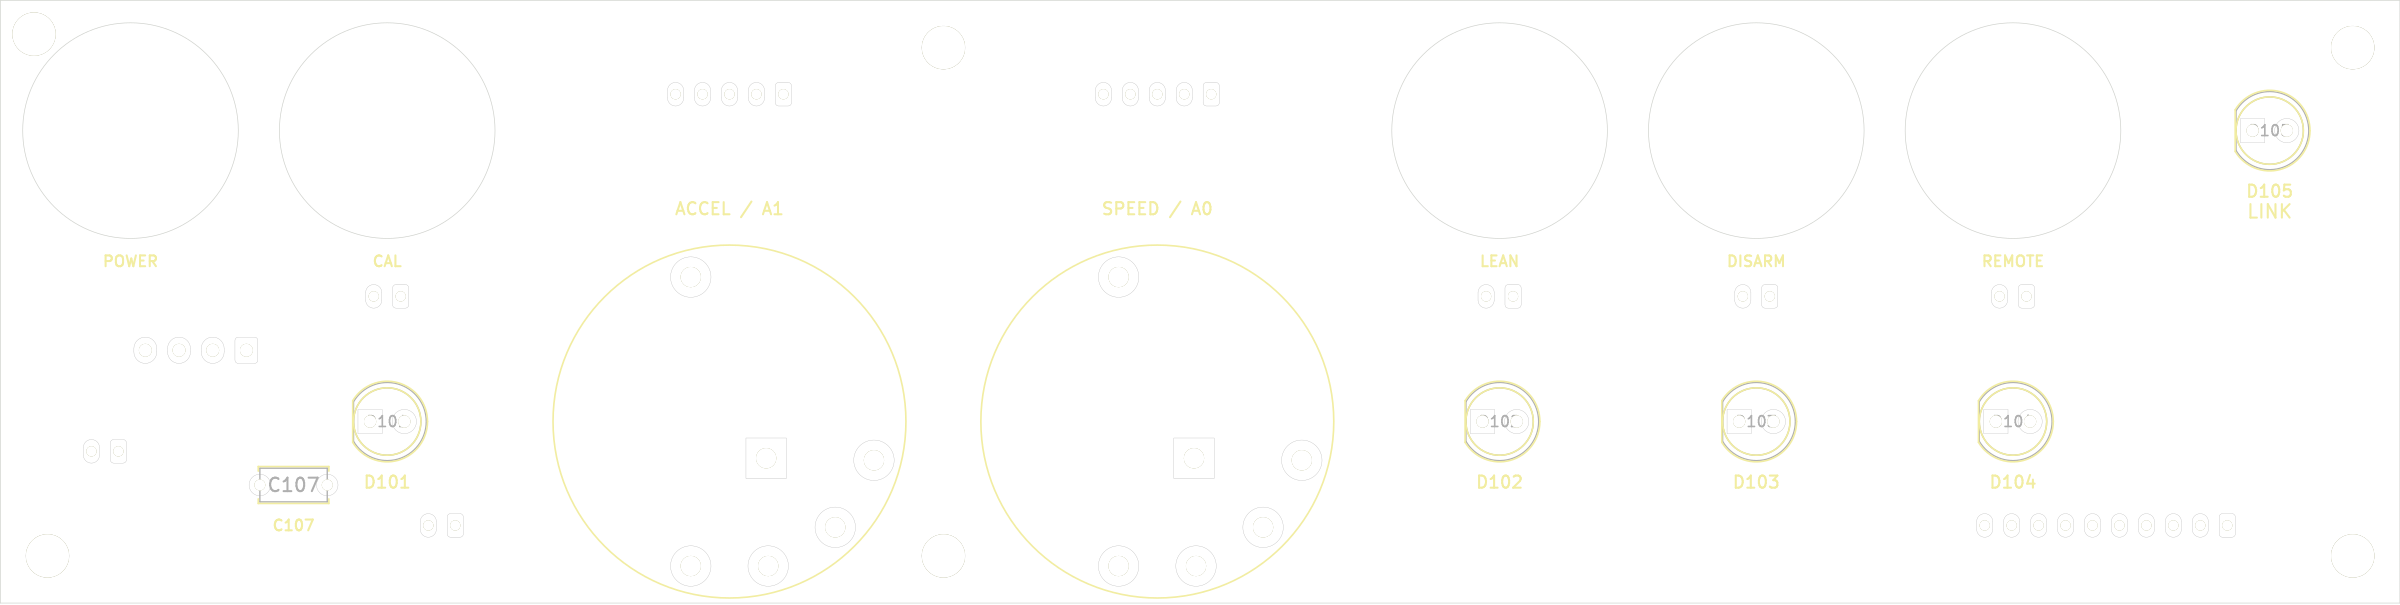 D105
LINK
ACCEL / A1
SPEED / A0
POWER
CAL
LEAN
DISARM
REMOTE
D101
D102
D103
D104
C107
C107